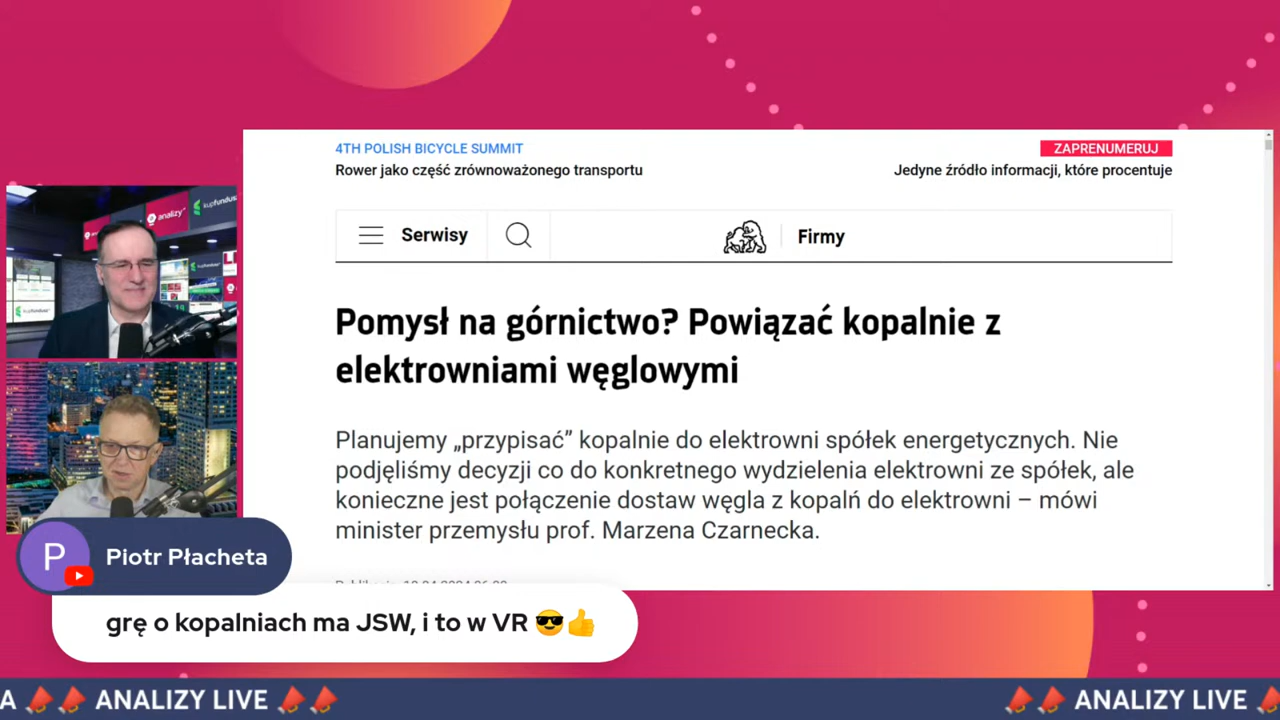 4TH POLISH BICYCLE SUMMIT
Rower jako część zrównoważonego transportu
ZAPRENUMERUJ
Jedyne źródło informacji, które procentuje
Serwisy
Firmy
Pomysł na górnictwo? Powiązać kopalnie z
elektrowniami węglowymi
Planujemy „przypisać” kopalnie do elektrowni spółek energetycznych. Nie
podjęliśmy decyzji co do konkretnego wydzielenia elektrowni ze spółek, ale
konieczne jest połączenie dostaw węgla z kopalń do elektrowni – mówi
minister przemysłu prof. Marzena Czarnecka.
analizy
kupfundusz
P
Piotr Płacheta
grę o kopalniach ma JSW, i to w VR 😎👍
A 📣📣 ANALIZY LIVE 📣📣
📣📣 ANALIZY LIVE 📣